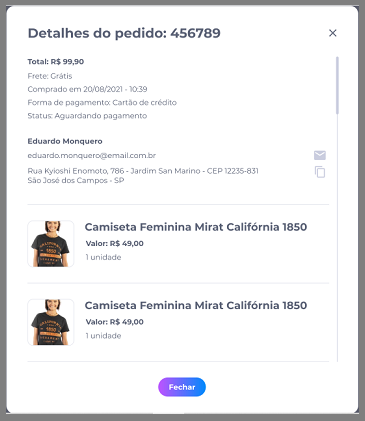 Detalhes do pedido: 456789
Total: R$ 99,90
Frete: Grátis
Comprado em 20/08/2021 - 10:39
Forma de pagamento: Cartão de crédito
Status: Aguardando pagamento
Eduardo Monquero
eduardo.monquero@email.com.br
Rua Kyioshi Enomoto, 786 - Jardim San Marino - CEP 12235-831
São José dos Campos - SP
Camiseta Feminina Mirat Califórnia 1850
Valor: R$ 49,00
1 unidade
Camiseta Feminina Mirat Califórnia 1850
Valor: R$ 49,00
1 unidade
Fechar